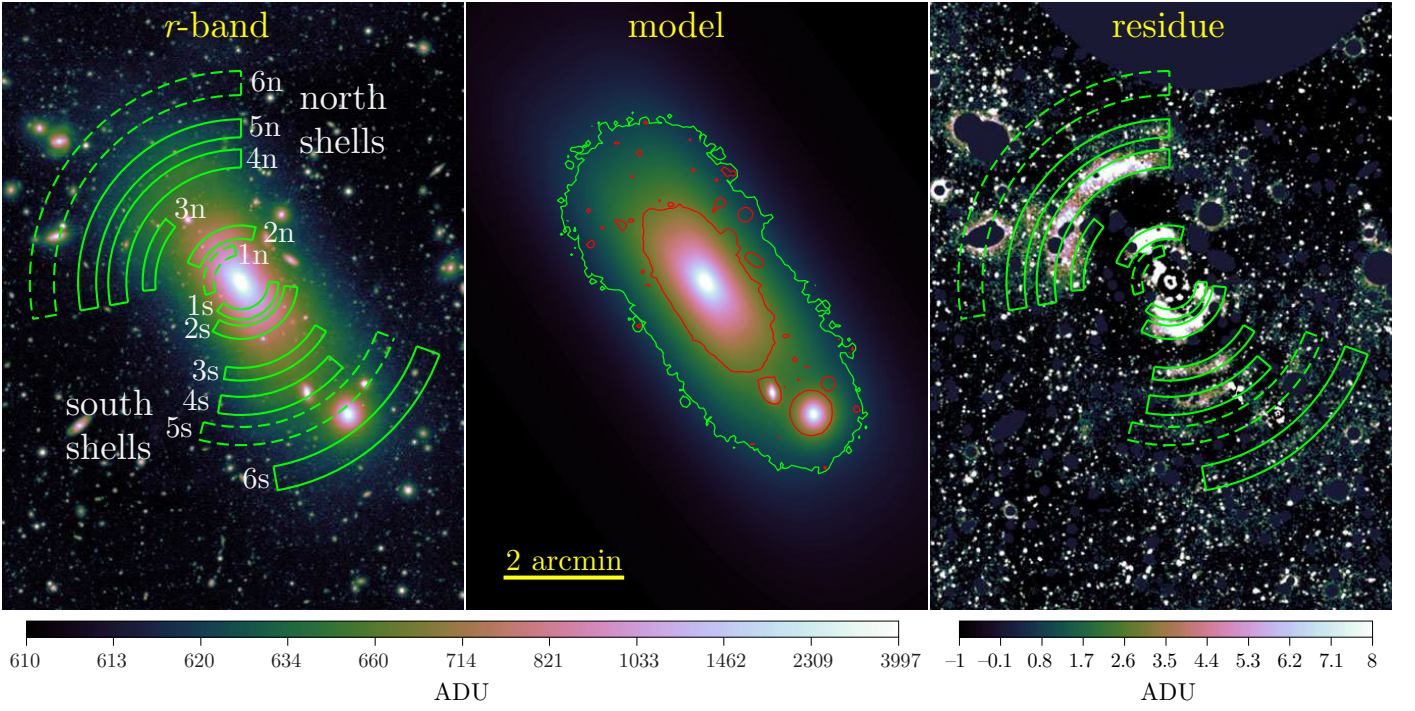 r-band
model
residue
6n
north
shells
5n
4n
3n
2n
1n
1s
2s
3s
4s
5s
6s
south
shells
2 arcmin
610 613 620 634 660 714 821 1033 1462 2309 3997
ADU
−1 −0.1 0.8 1.7 2.6 3.5 4.4 5.3 6.2 7.1 8
ADU